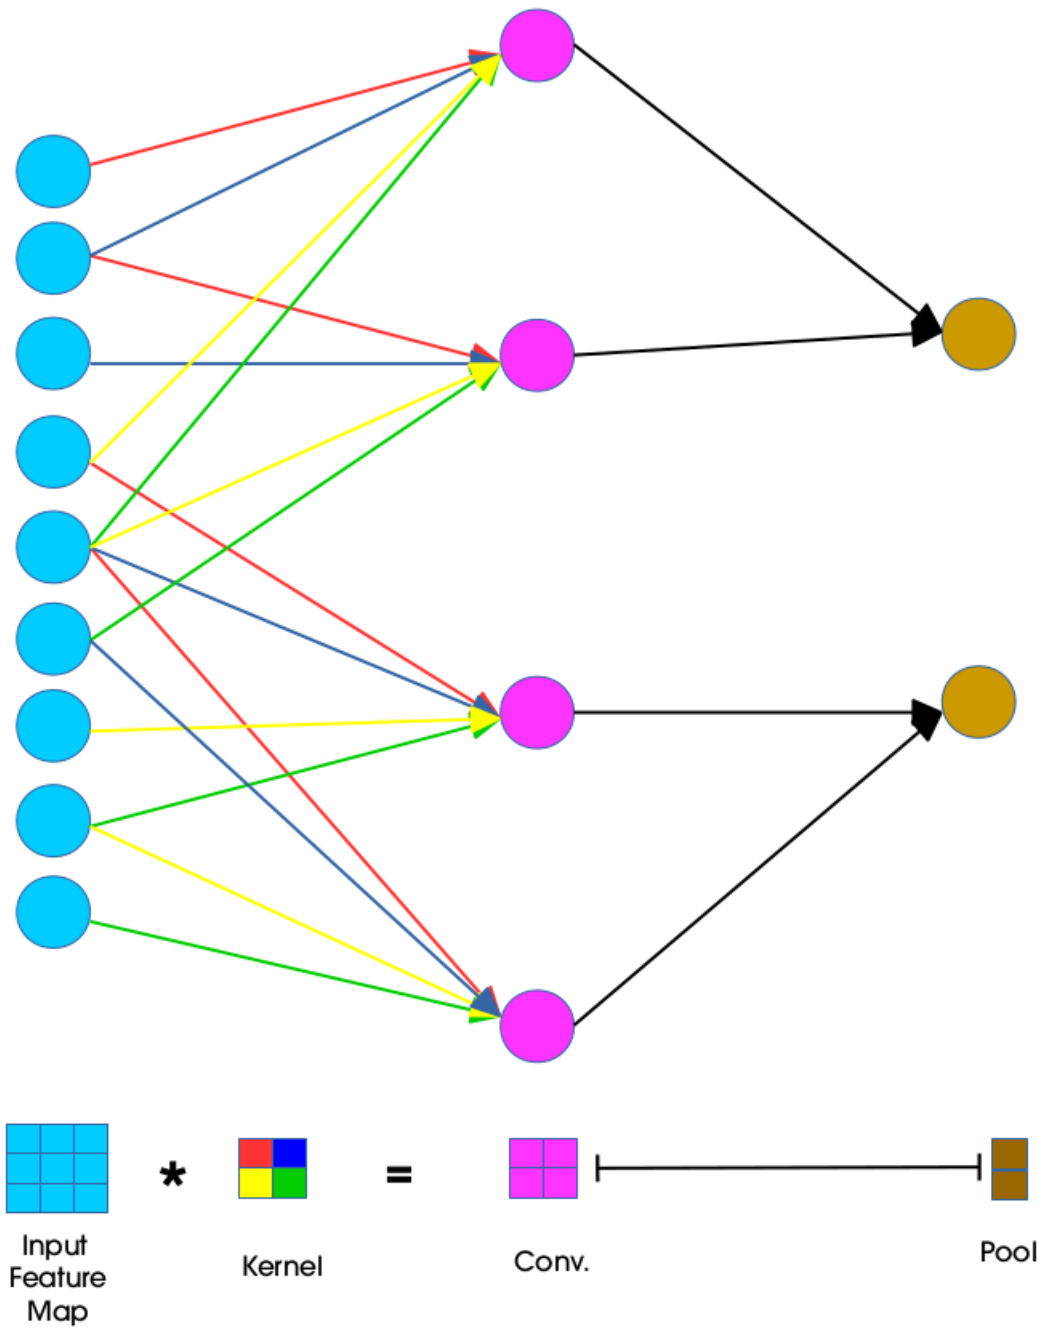 * =
Input
Feature
Map
Kernel
Conv.
Pool